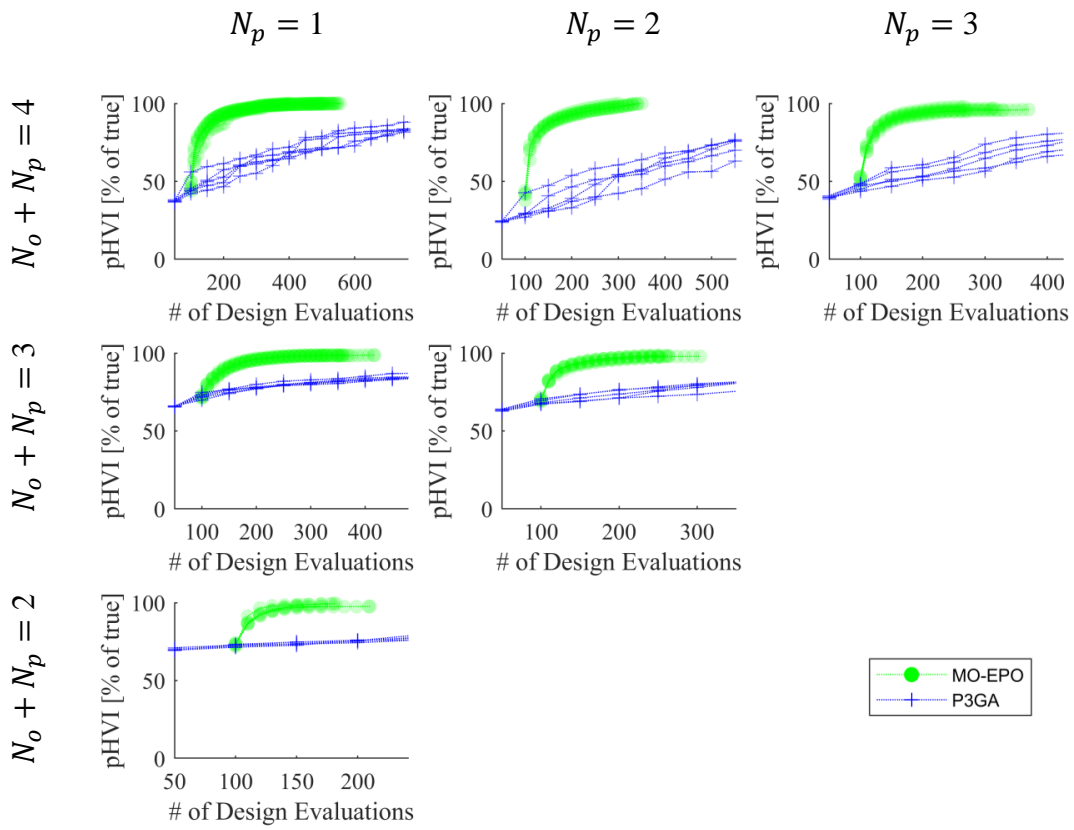 N_p = 1
N_p = 2
N_p = 3
N_o + N_p = 4
pHVI [% of true]
100
50
0
200 400 600
# of Design Evaluations
pHVI [% of true]
100
50
0
100 200 300 400 500
# of Design Evaluations
pHVI [% of true]
100
50
0
100 200 300 400
# of Design Evaluations
N_o + N_p = 3
pHVI [% of true]
100
50
0
100 200 300 400
# of Design Evaluations
pHVI [% of true]
100
50
0
100 200 300
# of Design Evaluations
N_o + N_p = 2
pHVI [% of true]
100
50
0
50 100 150 200
# of Design Evaluations
MO-EPO
P3GA